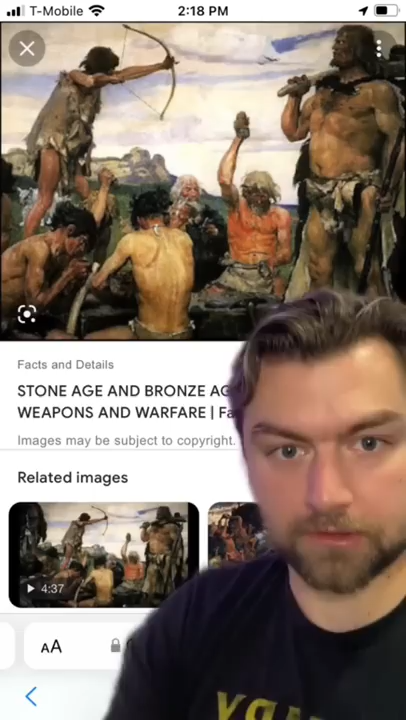 T-Mobile
2:18 PM
Facts and Details
STONE AGE AND BRONZE AG
WEAPONS AND WARFARE | Fa
Images may be subject to copyright.
Related images
4:37
AA